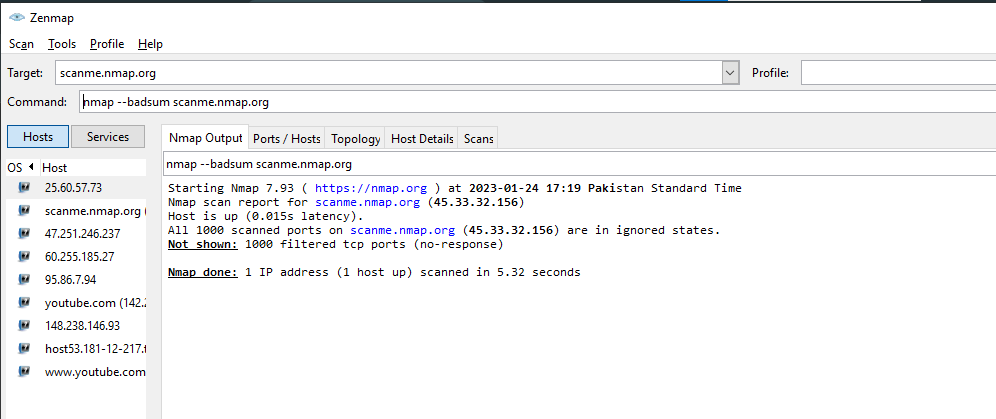 Zenmap
Scan Tools Profile Help
Target: scanme.nmap.org Profile:
Command: nmap --badsum scanme.nmap.org
Hosts Services
Nmap Output Ports / Hosts Topology Host Details Scans
OS Host
25.60.57.73
scanme.nmap.org (
47.251.246.237
60.255.185.27
95.86.7.94
youtube.com (142.2
148.238.146.93
host53.181-12-217.t
www.youtube.com
nmap --badsum scanme.nmap.org
Starting Nmap 7.93 ( https://nmap.org ) at 2023-01-24 17:19 Pakistan Standard Time
Nmap scan report for scanme.nmap.org (45.33.32.156)
Host is up (0.015s latency).
All 1000 scanned ports on scanme.nmap.org (45.33.32.156) are in ignored states.
Not shown: 1000 filtered tcp ports (no-response)
Nmap done: 1 IP address (1 host up) scanned in 5.32 seconds